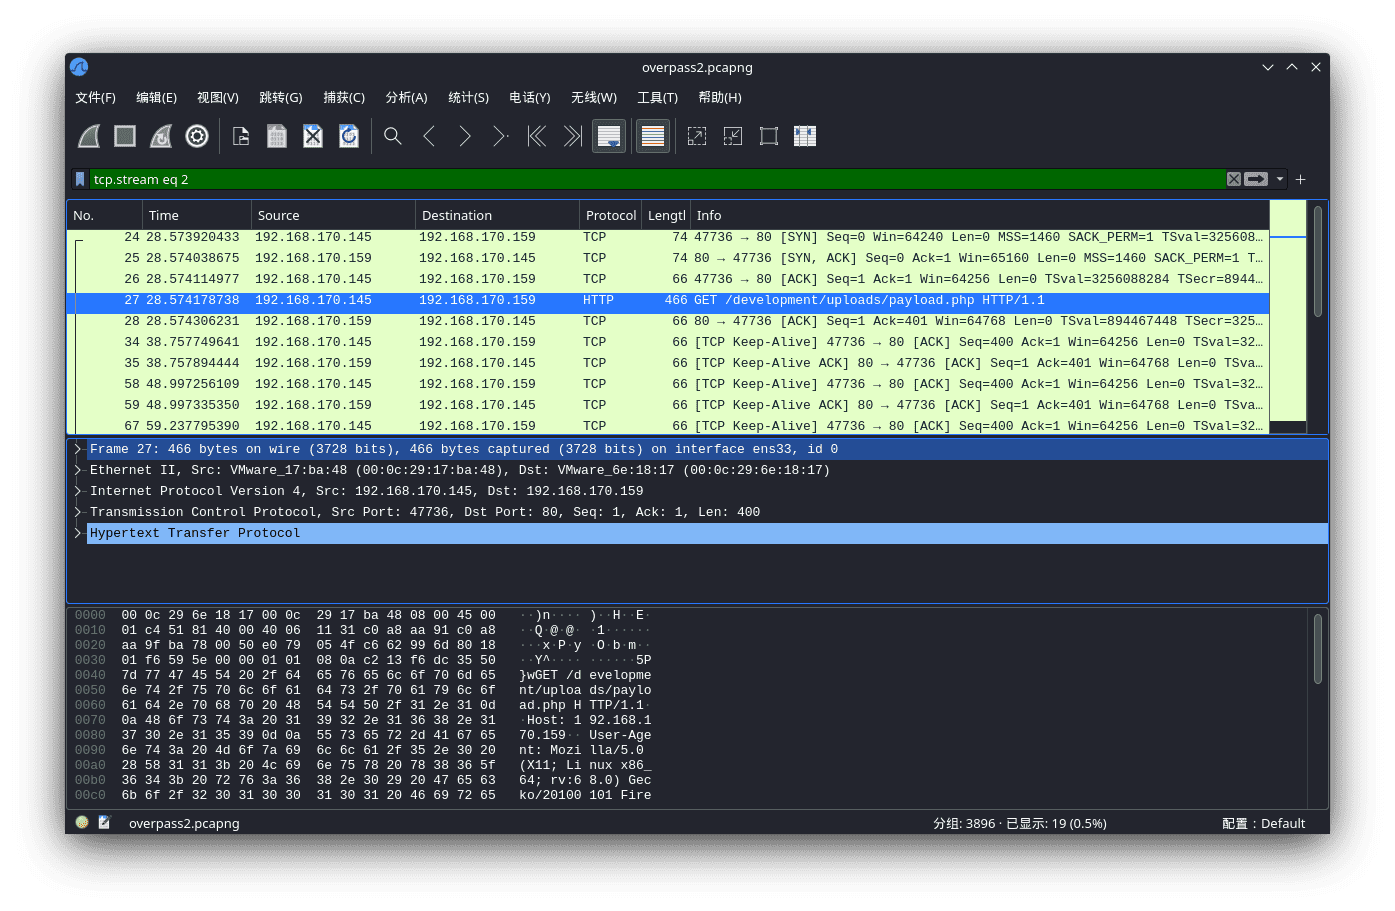 overpass2.pcapng
文件(F) 编辑(E) 视图(V) 跳转(G) 捕获(C) 分析(A) 统计(S) 电话(Y) 无线(W) 工具(T) 帮助(H)
tcp.stream eq 2
No. Time Source Destination Protocol Lengtl Info
24 28.573920433 192.168.170.145 192.168.170.159 TCP 74 47736 → 80 [SYN] Seq=0 Win=64240 Len=0 MSS=1460 SACK_PERM=1 TSval=325608…
25 28.574038675 192.168.170.159 192.168.170.145 TCP 74 80 → 47736 [SYN, ACK] Seq=0 Ack=1 Win=65160 Len=0 MSS=1460 SACK_PERM=1 T…
26 28.574114977 192.168.170.145 192.168.170.159 TCP 66 47736 → 80 [ACK] Seq=1 Ack=1 Win=64256 Len=0 TSval=3256088284 TSecr=8944…
27 28.574178738 192.168.170.145 192.168.170.159 HTTP 466 GET /development/uploads/payload.php HTTP/1.1
28 28.574306231 192.168.170.159 192.168.170.145 TCP 66 80 → 47736 [ACK] Seq=1 Ack=401 Win=64768 Len=0 TSval=894467448 TSecr=325…
34 38.757749641 192.168.170.145 192.168.170.159 TCP 66 [TCP Keep-Alive] 47736 → 80 [ACK] Seq=400 Ack=1 Win=64256 Len=0 TSval=32…
35 38.757894444 192.168.170.159 192.168.170.145 TCP 66 [TCP Keep-Alive ACK] 80 → 47736 [ACK] Seq=1 Ack=401 Win=64768 Len=0 TSva…
58 48.997256109 192.168.170.145 192.168.170.159 TCP 66 [TCP Keep-Alive] 47736 → 80 [ACK] Seq=400 Ack=1 Win=64256 Len=0 TSval=32…
59 48.997335350 192.168.170.159 192.168.170.145 TCP 66 [TCP Keep-Alive ACK] 80 → 47736 [ACK] Seq=1 Ack=401 Win=64768 Len=0 TSva…
67 59.237795390 192.168.170.145 192.168.170.159 TCP 66 [TCP Keep-Alive] 47736 → 80 [ACK] Seq=400 Ack=1 Win=64256 Len=0 TSval=32…
Frame 27: 466 bytes on wire (3728 bits), 466 bytes captured (3728 bits) on interface ens33, id 0
Ethernet II, Src: VMware_17:ba:48 (00:0c:29:17:ba:48), Dst: VMware_6e:18:17 (00:0c:29:6e:18:17)
Internet Protocol Version 4, Src: 192.168.170.145, Dst: 192.168.170.159
Transmission Control Protocol, Src Port: 47736, Dst Port: 80, Seq: 1, Ack: 1, Len: 400
Hypertext Transfer Protocol
0000 00 0c 29 6e 18 17 00 0c 29 17 ba 48 08 00 45 00 ··)n···· )··H··E·
0010 01 c4 51 81 40 00 40 06 11 31 c0 a8 aa 91 c0 a8 ··Q·@·@· ·1······
0020 aa 9f ba 78 00 50 e0 79 05 4f c6 62 99 6d 80 18 ···x·P·y ·O·b·m··
0030 01 f6 59 5e 00 00 01 01 08 0a c2 13 f6 dc 35 50 ··Y^···· ······5P
0040 7d 77 47 45 54 20 2f 64 65 76 65 6c 6f 70 6d 65 }wGET /d evelopme
0050 6e 74 2f 75 70 6c 6f 61 64 73 2f 70 61 79 6c 6f nt/uploa ds/paylo
0060 61 64 2e 70 68 70 20 48 54 54 50 2f 31 2e 31 0d ad.php H TTP/1.1·
0070 0a 48 6f 73 74 3a 20 31 39 32 2e 31 36 38 2e 31 ·Host: 1 92.168.1
0080 37 30 2e 31 35 39 0d 0a 55 73 65 72 2d 41 67 65 70.159·· User-Age
0090 6e 74 3a 20 4d 6f 7a 69 6c 6c 61 2f 35 2e 30 20 nt: Mozi lla/5.0
00a0 28 58 31 31 3b 20 4c 69 6e 75 78 20 78 38 36 5f (X11; Li nux x86_
00b0 36 34 3b 20 72 76 3a 36 38 2e 30 29 20 47 65 63 64; rv:6 8.0) Gec
00c0 6b 6f 2f 32 30 31 30 30 31 30 31 20 46 69 72 65 ko/20100 101 Fire
overpass2.pcapng 分组: 3896 · 已显示: 19 (0.5%) 配置：Default